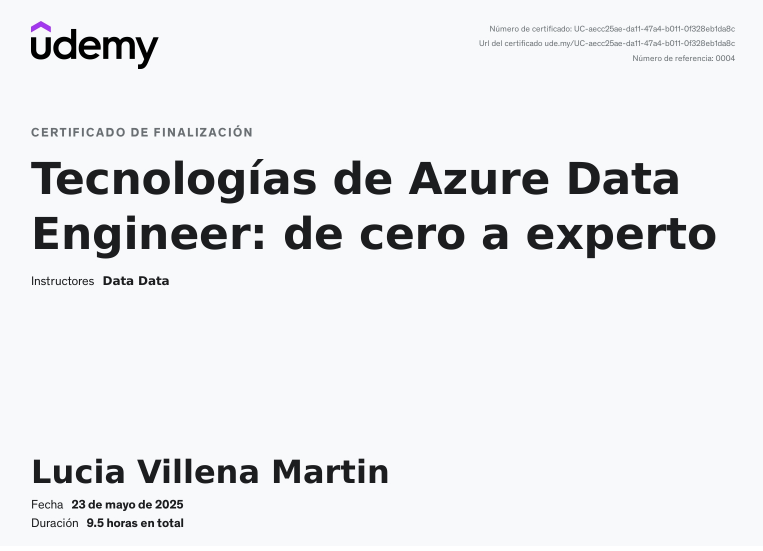 udemy
Número de certificado: UC-aecc25ae-da11-47a4-b011-0f328eb1da8c
Url del certificado ude.my/UC-aecc25ae-da11-47a4-b011-0f328eb1da8c
Número de referencia: 0004
CERTIFICADO DE FINALIZACIÓN
Tecnologías de Azure Data
Engineer: de cero a experto
Instructores Data Data
Lucia Villena Martin
Fecha 23 de mayo de 2025
Duración 9.5 horas en total